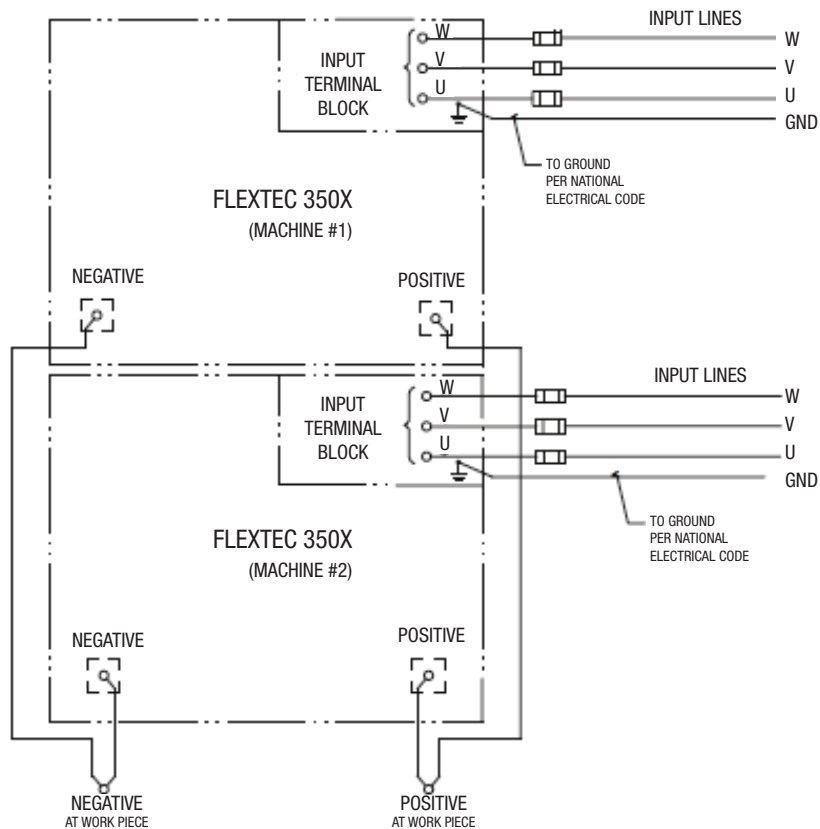 INPUT LINES
W
W
INPUT
TERMINAL
BLOCK
V
V
U
U
GND
TO GROUND
PER NATIONAL
ELECTRICAL CODE
FLEXTEC 350X
(MACHINE #1)
NEGATIVE
POSITIVE
INPUT LINES
W
W
INPUT
TERMINAL
BLOCK
V
V
U
U
GND
TO GROUND
PER NATIONAL
ELECTRICAL CODE
FLEXTEC 350X
(MACHINE #2)
NEGATIVE
POSITIVE
NEGATIVE
AT WORK PIECE
POSITIVE
AT WORK PIECE